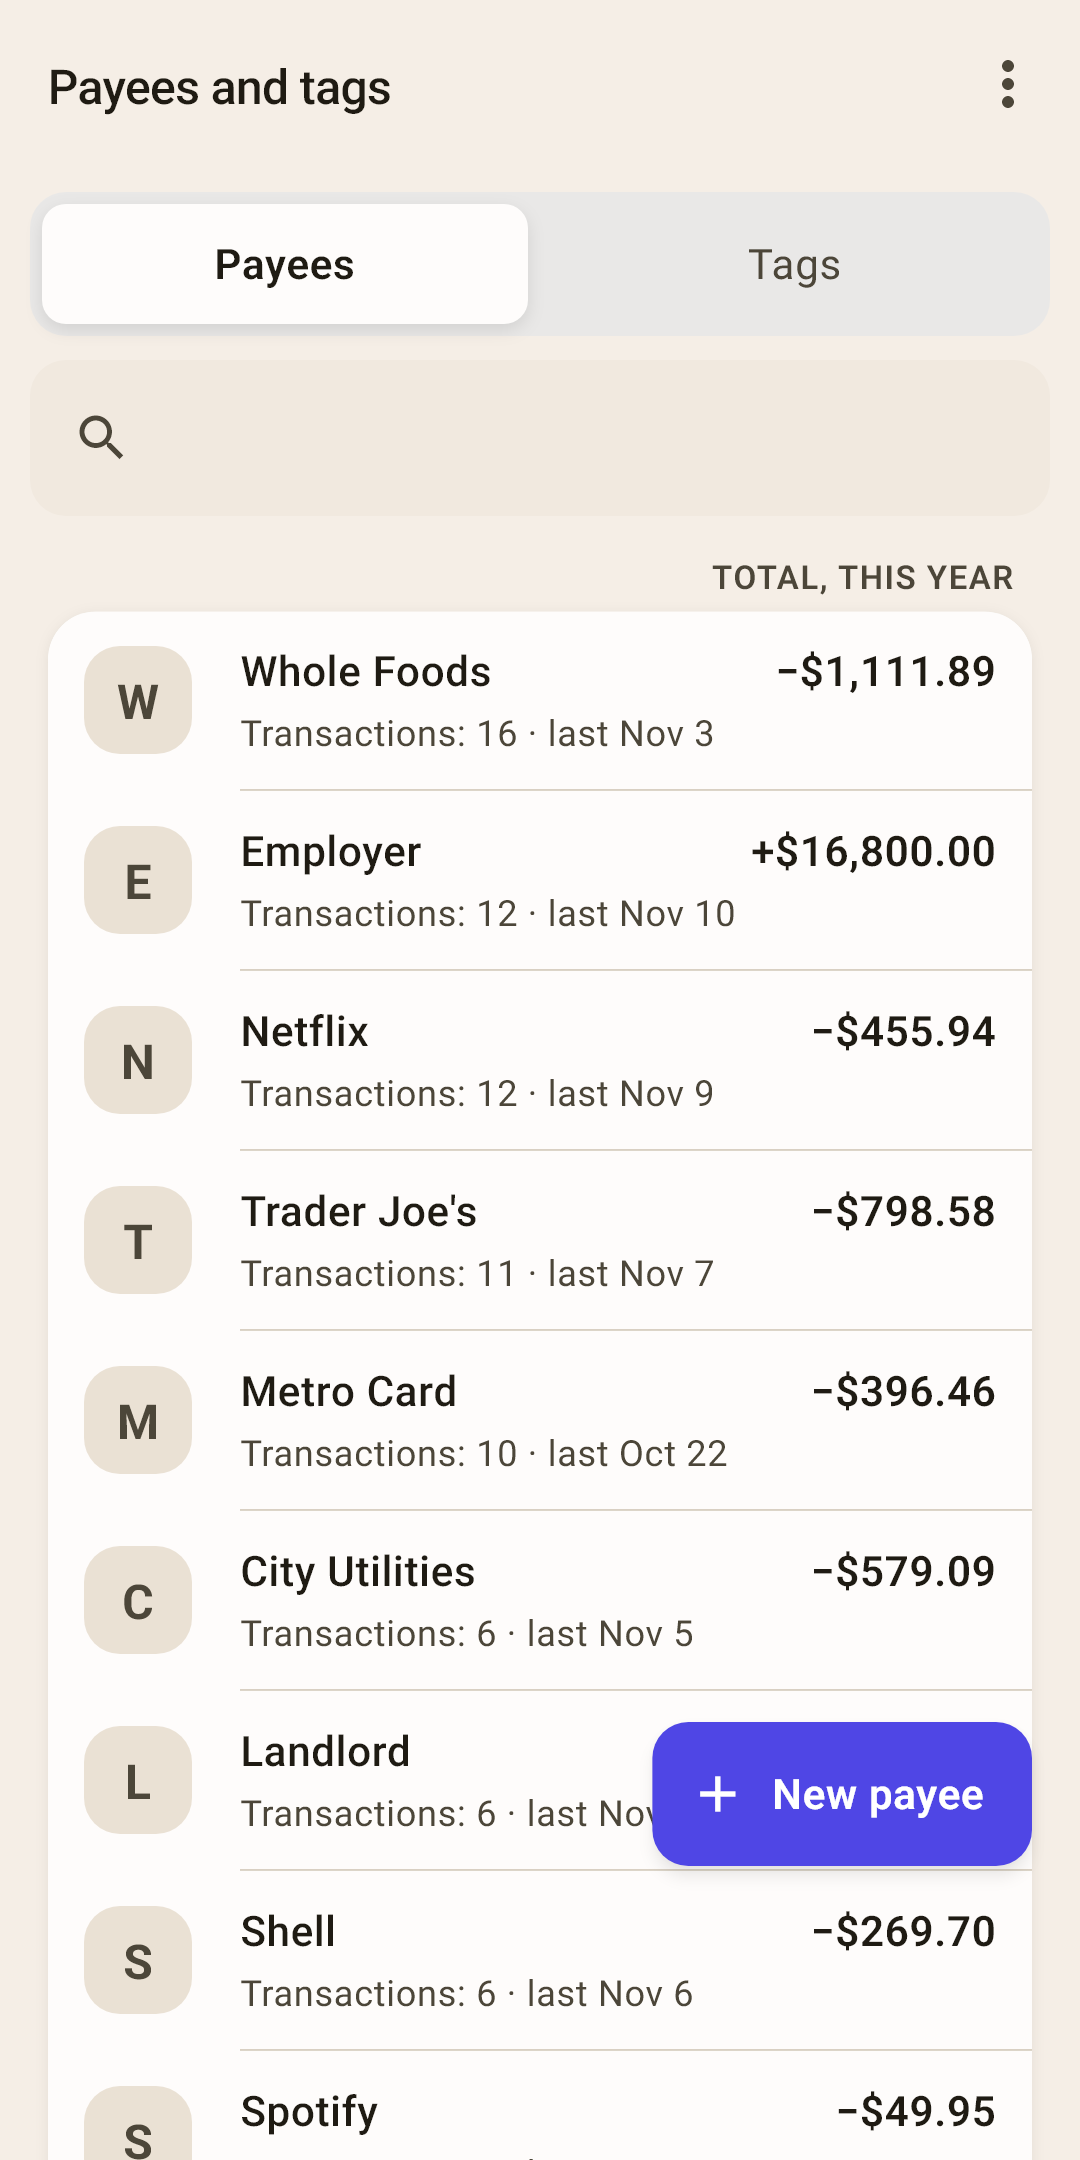 Payees and tags
Payees
Tags
TOTAL, THIS YEAR
W
Whole Foods
−$1,111.89
Transactions: 16 · last Nov 3
E
Employer
+$16,800.00
Transactions: 12 · last Nov 10
N
Netflix
−$455.94
Transactions: 12 · last Nov 9
T
Trader Joe's
−$798.58
Transactions: 11 · last Nov 7
M
Metro Card
−$396.46
Transactions: 10 · last Oct 22
C
City Utilities
−$579.09
Transactions: 6 · last Nov 5
L
Landlord
Transactions: 6 · last Nov
New payee
S
Shell
−$269.70
Transactions: 6 · last Nov 6
S
Spotify
−$49.95